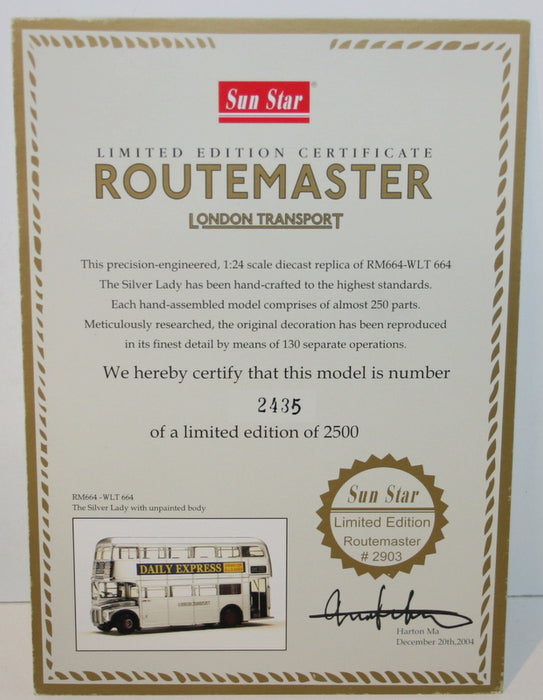 Sun Star
LIMITED EDITION CERTIFICATE
ROUTEMASTER
LONDON TRANSPORT
This precision-engineered, 1:24 scale diecast replica of RM664-WLT 664
The Silver Lady has been hand-crafted to the highest standards.
Each hand-assembled model comprises of almost 250 parts.
Meticulously researched, the original decoration has been reproduced
in its finest detail by means of 130 separate operations.
We hereby certify that this model is number
2435
of a limited edition of 2500
RM664 -WLT 664
The Silver Lady with unpainted body
DAILY EXPRESS
LONDON TRANSPORT
Sun Star
Limited Edition
Routemaster
# 2903
Harton Ma
December 20th,2004